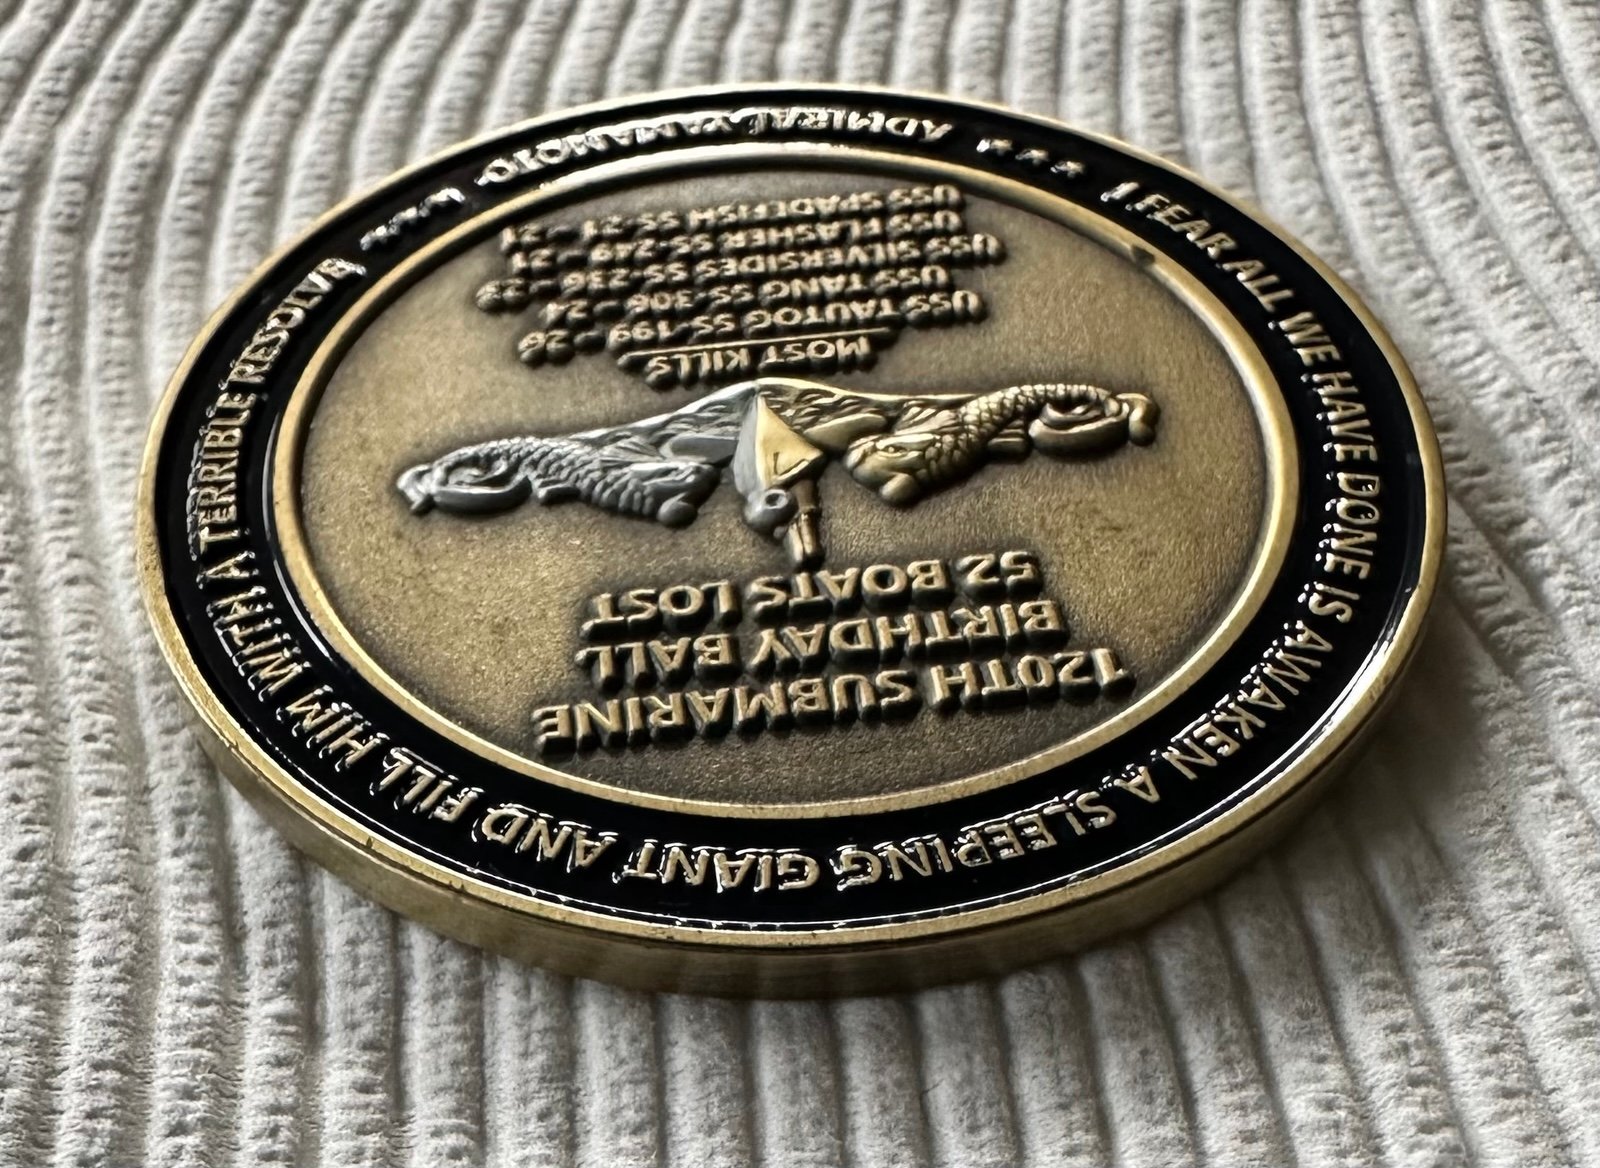 I FEAR ALL WE HAVE DONE IS AWAKEN A SLEEPING GIANT AND FILL HIM WITH A TERRIBLE RESOLVE
120TH SUBMARINE
BIRTHDAY BALL
52 BOATS LOST
MOST KILLS
USS TAUTOG SS-199 - 26
USS TANG SS-306 - 24
USS SILVERSIDES SS-236 - 23
USS FLASHER SS-249 - 21
USS SPADEFISH SS-21 - 21
ADMIRAL YAMAMOTO